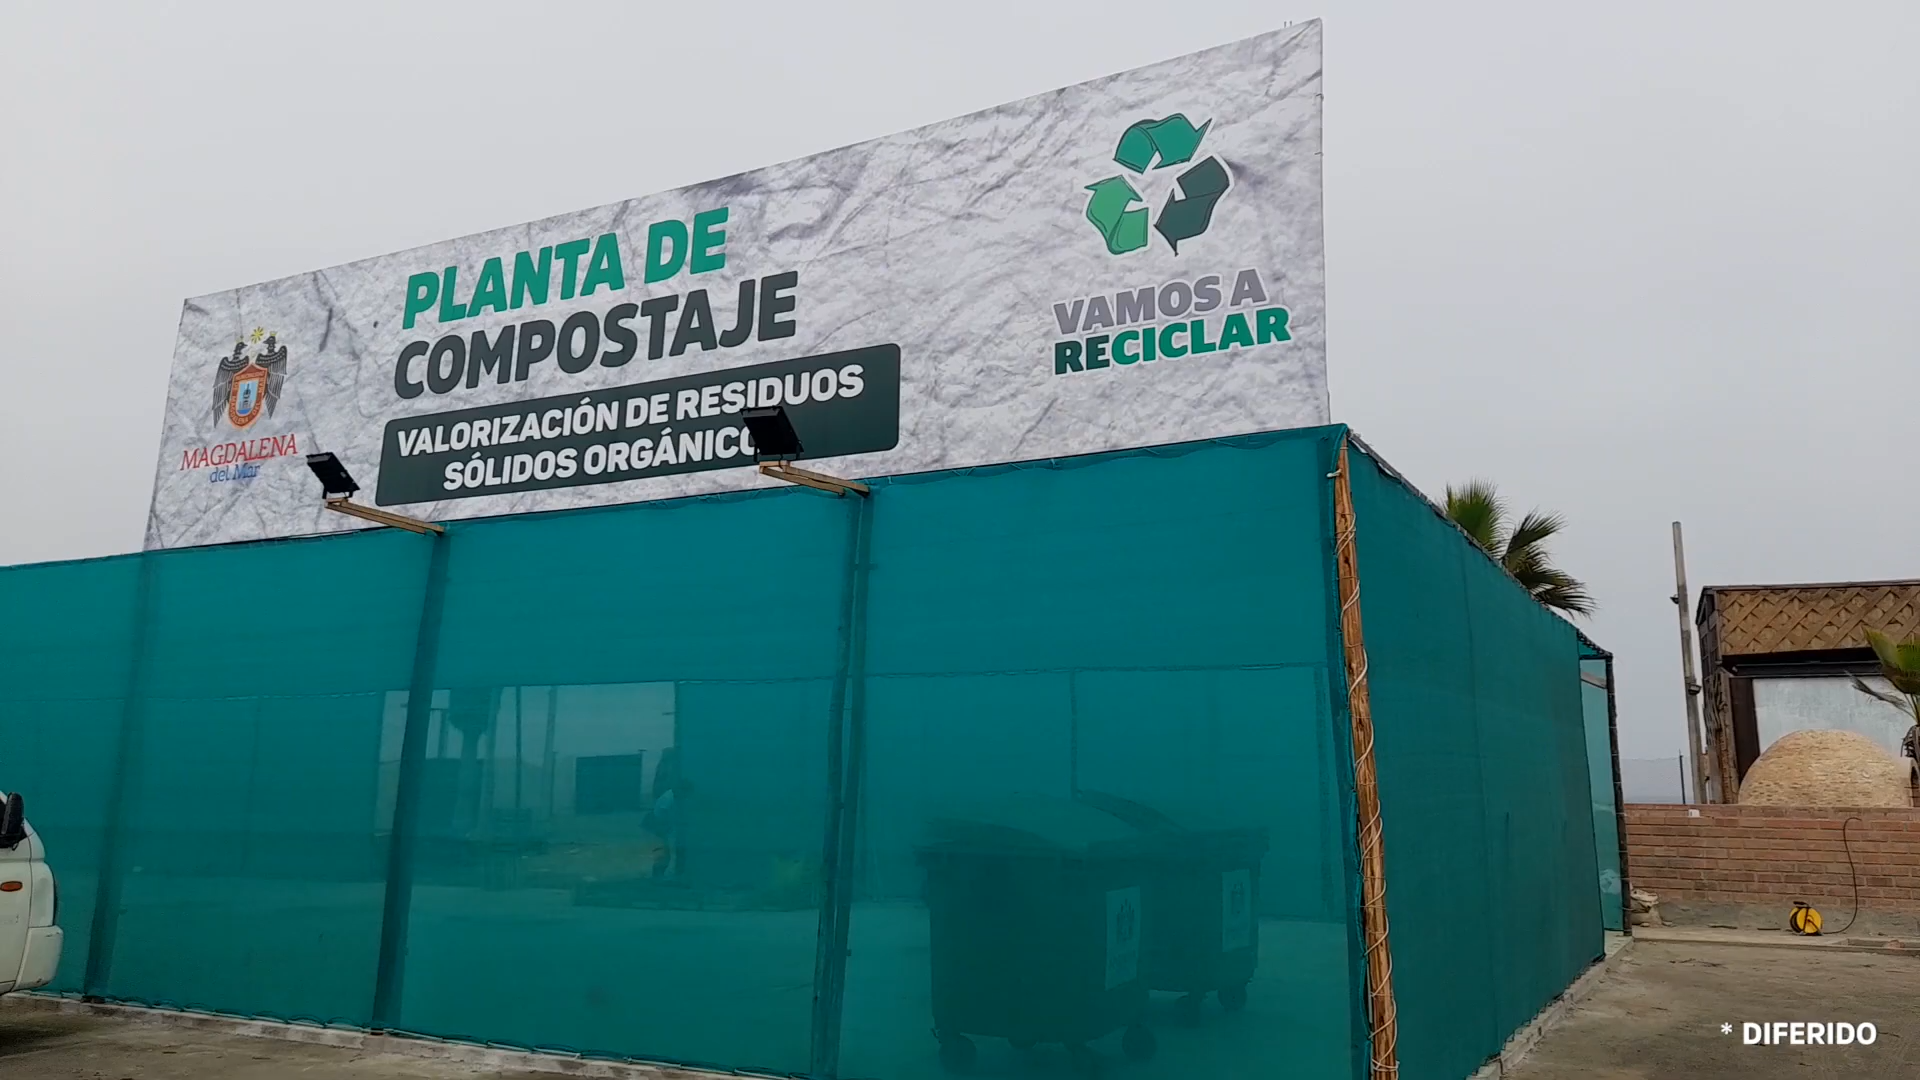 PLANTA DE
COMPOSTAJE
VALORIZACIÓN DE RESIDUOS
SÓLIDOS ORGÁNICO
MAGDALENA
del Mar
VAMOS A
RECICLAR
* DIFERIDO